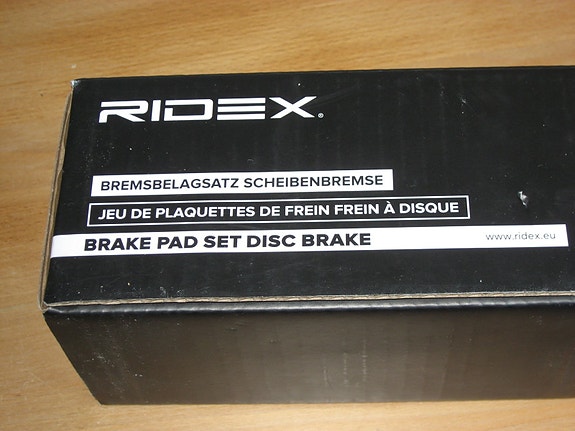 RIDEX®
BREMSBELAGSATZ SCHEIBENBREMSE
JEU DE PLAQUETTES DE FREIN FREIN À DISQUE
BRAKE PAD SET DISC BRAKE www.ridex.eu